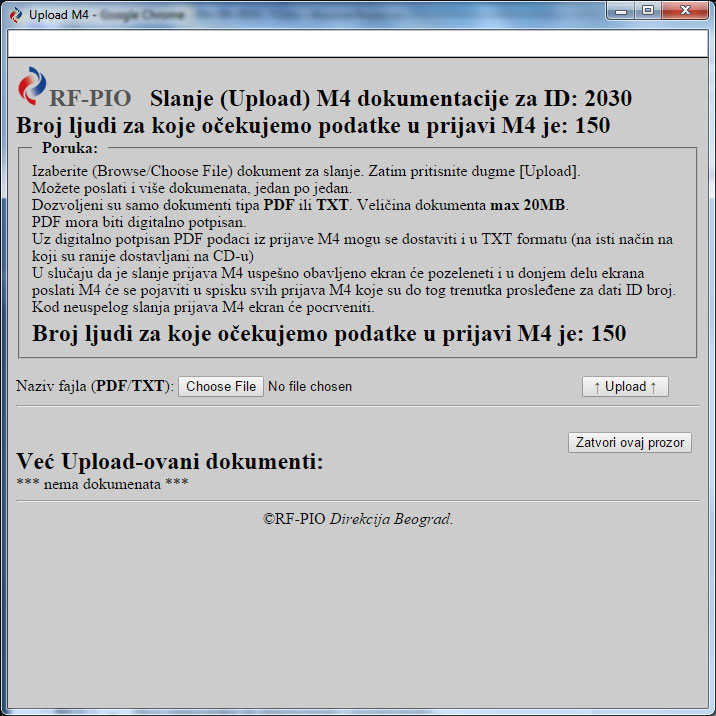 Upload M4 - Google Chrome
RF-PIO Slanje (Upload) M4 dokumentacije za ID: 2030
Broj ljudi za koje očekujemo podatke u prijavi M4 je: 150
Poruka:
Izaberite (Browse/Choose File) dokument za slanje. Zatim pritisnite dugme [Upload].
Možete poslati i više dokumenata, jedan po jedan.
Dozvoljeni su samo dokumenti tipa PDF ili TXT. Veličina dokumenta max 20MB.
PDF mora biti digitalno potpisan.
Uz digitalno potpisan PDF podaci iz prijave M4 mogu se dostaviti i u TXT formatu (na isti način na
koji su ranije dostavljani na CD-u)
U slučaju da je slanje prijava M4 uspešno obavljeno ekran će pozeleneti i u donjem delu ekrana
poslati M4 će se pojaviti u spisku svih prijava M4 koje su do tog trenutka prosleđene za dati ID broj.
Kod neuspelog slanja prijava M4 ekran će pocrveniti.
Broj ljudi za koje očekujemo podatke u prijavi M4 je: 150
Naziv fajla (PDF/TXT): Choose File No file chosen ↑ Upload ↑
Zatvori ovaj prozor
Već Upload-ovani dokumenti:
*** nema dokumenata ***
©RF-PIO Direkcija Beograd.